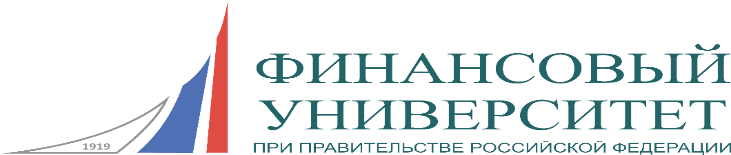 1919
ФИНАНСОВЫЙ
УНИВЕРСИТЕТ
ПРИ ПРАВИТЕЛЬСТВЕ РОССИЙСКОЙ ФЕДЕРАЦИИ